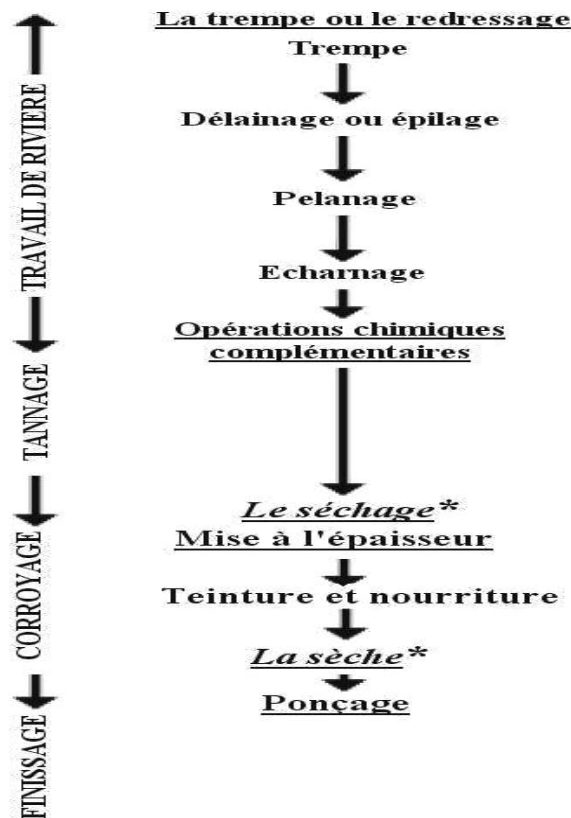 La trempe ou le redressage
Trempe
Délainage ou épilage
Pelanage
Echarnage
Opérations chimiques
complémentaires
Le séchage*
Mise à l'épaisseur
Teinture et nourriture
La sèche*
Ponçage
TRAVAIL DE RIVIERE
TANNAGE
CORROYAGE
FINISSAGE